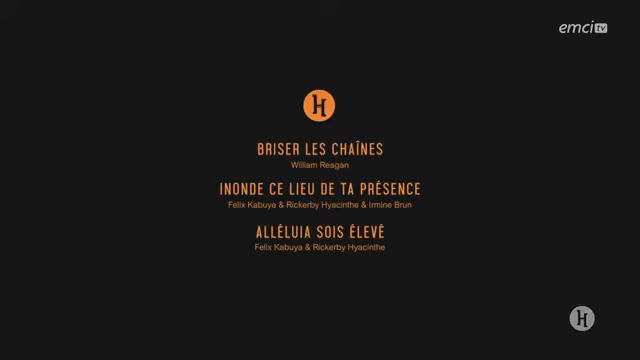 emci tv
H
BRISER LES CHAÎNES
William Reagan
INONDE CE LIEU DE TA PRÉSENCE
Felix Kabuya & Rickerby Hyacinthe & Irmine Brun
ALLÉLUIA SOIS ÉLEVÉ
Felix Kabuya & Rickerby Hyacinthe
H